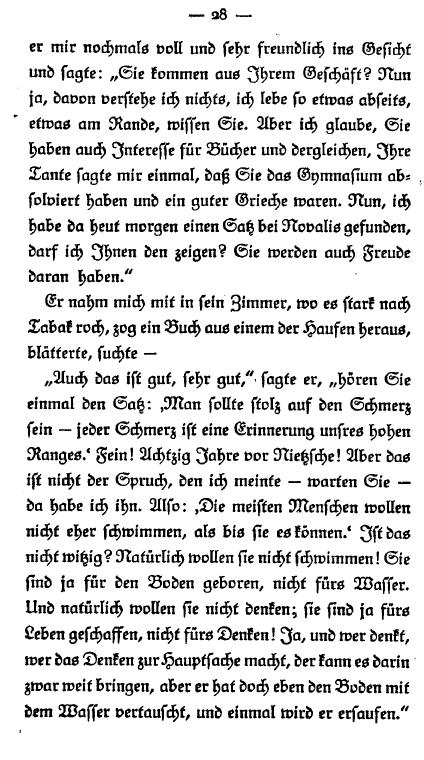 — 28 —
er mir nochmals voll und sehr freundlich ins Gesicht
und sagte: „Sie kommen aus Ihrem Geschäft? Nun
ja, davon verstehe ich nichts, ich lebe so etwas abseits,
etwas am Rande, wissen Sie. Aber ich glaube, Sie
haben auch Interesse für Bücher und dergleichen, Ihre
Tante sagte mir einmal, daß Sie das Gymnasium ab-
solviert haben und ein guter Grieche waren. Nun, ich
habe da heut morgen einen Satz bei Novalis gefunden,
darf ich Ihnen den zeigen? Sie werden auch Freude
daran haben.“
Er nahm mich mit in sein Zimmer, wo es stark nach
Tabak roch, zog ein Buch aus einem der Haufen heraus,
blätterte, suchte —
„Auch das ist gut, sehr gut,“ sagte er, „hören Sie
einmal den Satz: ‚Man sollte stolz auf den Schmerz
sein — jeder Schmerz ist eine Erinnerung unsres hohen
Ranges.‘ Fein! Achtzig Jahre vor Nietzsche! Aber das
ist nicht der Spruch, den ich meinte — warten Sie —
da habe ich ihn. Also: ‚Die meisten Menschen wollen
nicht eher schwimmen, als bis sie es können.‘ Ist das
nicht witzig? Natürlich wollen sie nicht schwimmen! Sie
sind ja für den Boden geboren, nicht fürs Wasser.
Und natürlich wollen sie nicht denken; sie sind ja fürs
Leben geschaffen, nicht fürs Denken! Ja, und wer denkt,
wer das Denken zur Hauptsache macht, der kann es darin
zwar weit bringen, aber er hat doch eben den Boden mit
dem Wasser vertauscht, und einmal wird er ersaufen.“